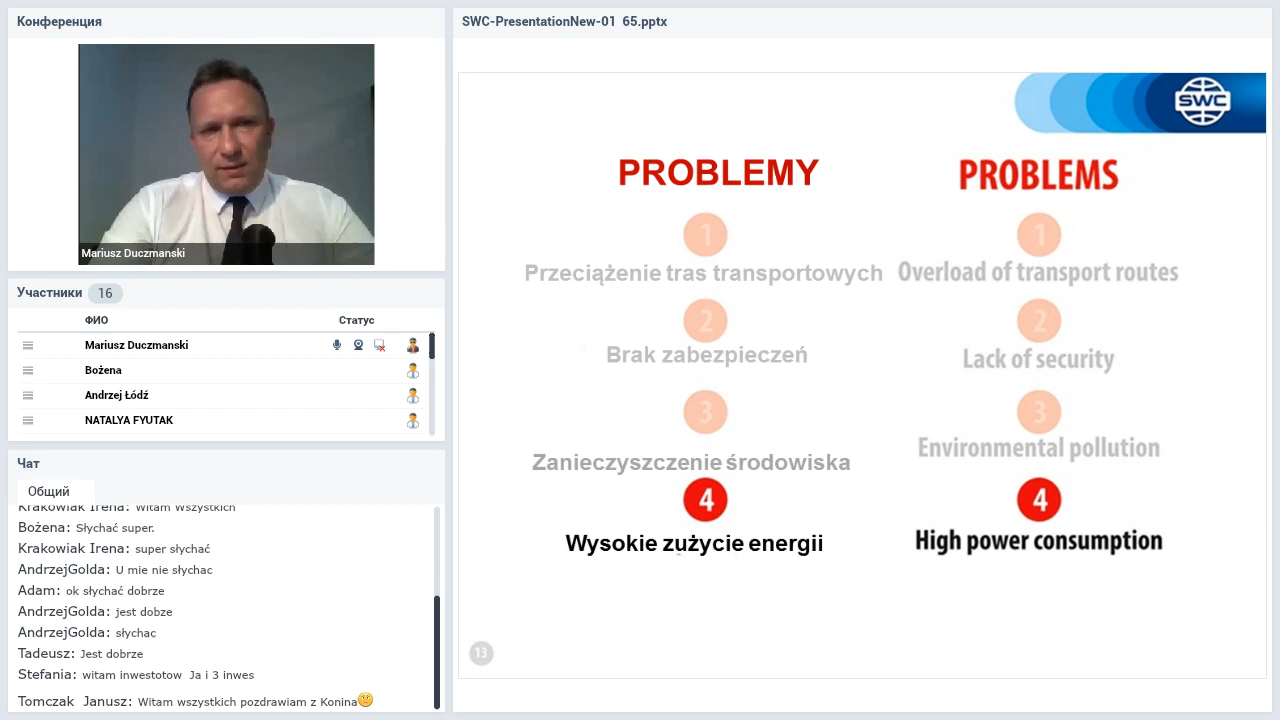 Конференция
Mariusz Duczmanski
Участники 16
ФИО Статус
Mariusz Duczmanski
Bożena
Andrzej Łódź
NATALYA FYUTAK
Чат
Общий
Krakowiak Irena: Witam Wszystkich
Bożena: Słychać super.
Krakowiak Irena: super słychać
AndrzejGolda: U mie nie słychac
Adam: ok słychać dobrze
AndrzejGolda: jest dobze
AndrzejGolda: słychac
Tadeusz: Jest dobrze
Stefania: witam inwestotow Ja i 3 inwes
Tomczak Janusz: Witam wszystkich pozdrawiam z Konina
SWC-PresentationNew-01 65.pptx
SWC
PROBLEMY
1
Przeciążenie tras transportowych
2
Brak zabezpieczeń
3
Zanieczyszczenie środowiska
4
Wysokie zużycie energii
PROBLEMS
1
Overload of transport routes
2
Lack of security
3
Environmental pollution
4
High power consumption
13